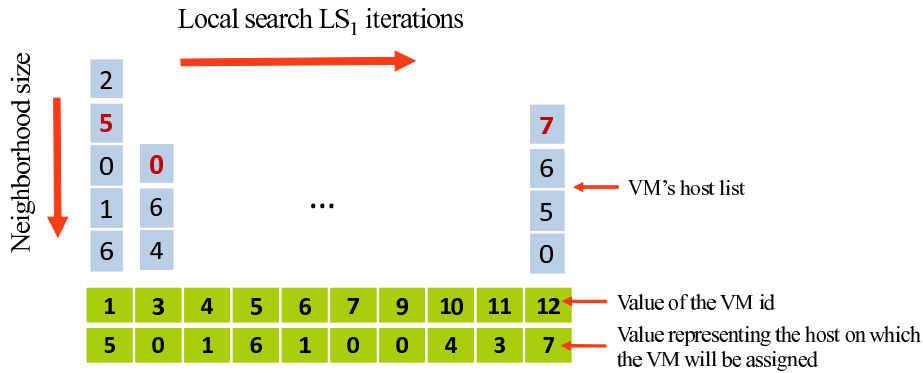 Local search LS1 iterations
Neighborhood size
2
5
0
1
6
0
6
4
...
7
6
5
0
VM's host list
1 3 4 5 6 7 9 10 11 12
Value of the VM id
5 0 1 6 1 0 0 4 3 7
Value representing the host on which
the VM will be assigned